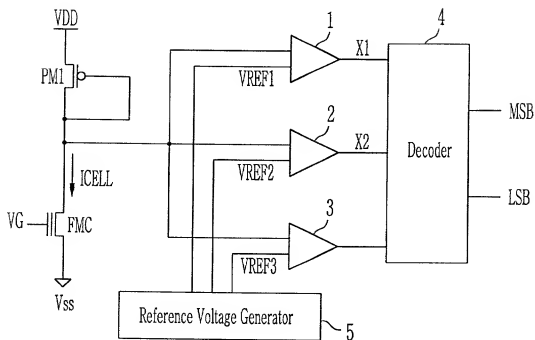 VDD
1
4
PM1
X1
VREF1
2
MSB
X2
Decoder
ICELL
VREF2
LSB
3
VG
FMC
VREF3
Vss
Reference Voltage Generator
5